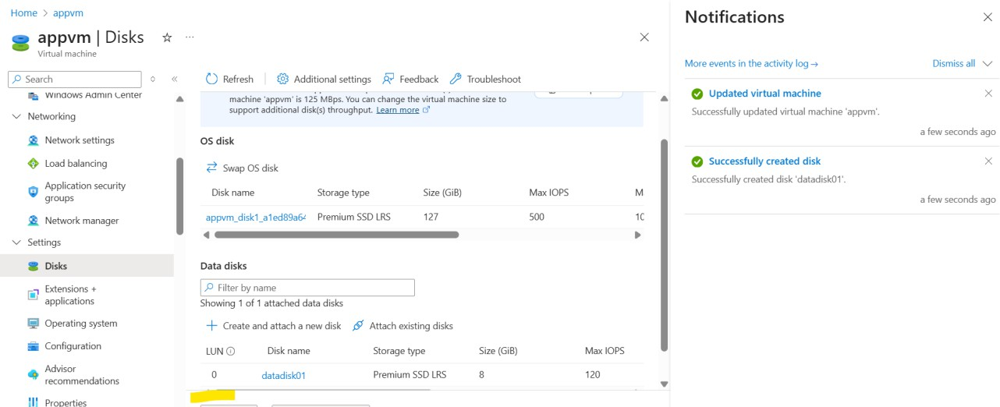 Home > appvm
appvm | Disks
Virtual machine
Search
Windows Admin Center
Networking
Network settings
Load balancing
Application security
groups
Network manager
Settings
Disks
Extensions +
applications
Operating system
Configuration
Advisor
recommendations
Properties
Refresh
Additional settings
Feedback
Troubleshoot
machine 'appvm' is 125 MBps. You can change the virtual machine size to
support additional disk(s) throughput. Learn more
OS disk
Swap OS disk
Disk name Storage type Size (GiB) Max IOPS M
appvm_disk1_a1ed89a64 Premium SSD LRS 127 500 10
Data disks
Filter by name
Showing 1 of 1 attached data disks
Create and attach a new disk Attach existing disks
LUN Disk name Storage type Size (GiB) Max IOPS
0 datadisk01 Premium SSD LRS 8 120
Notifications
More events in the activity log → Dismiss all
Updated virtual machine
Successfully updated virtual machine 'appvm'.
a few seconds ago
Successfully created disk
Successfully created disk 'datadisk01'.
a few seconds ago